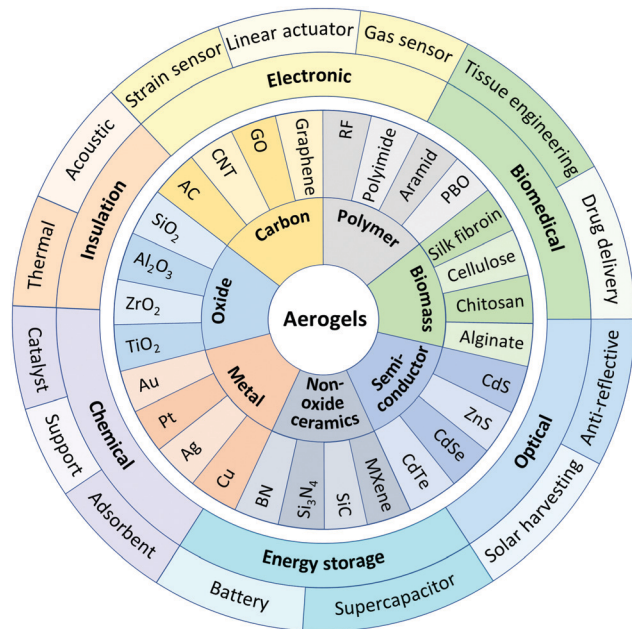 Strain sensor
Linear actuator
Gas sensor
Tissue engineering
Drug delivery
Anti-reflective
Solar harvesting
Supercapacitor
Battery
Adsorbent
Support
Catalyst
Thermal
Acoustic
Electronic
Biomedical
Optical
Energy storage
Chemical
Insulation
AC
CNT
GO
Graphene
RF
Polyimide
Aramid
PBO
Silk fibroin
Cellulose
Chitosan
Alginate
CdS
ZnS
CdSe
CdTe
MXene
SiC
Si₃N₄
BN
Cu
Ag
Pt
Au
TiO₂
ZrO₂
Al₂O₃
SiO₂
Carbon
Polymer
Biomass
Semi-
conductor
Non-
oxide
ceramics
Metal
Oxide
Aerogels